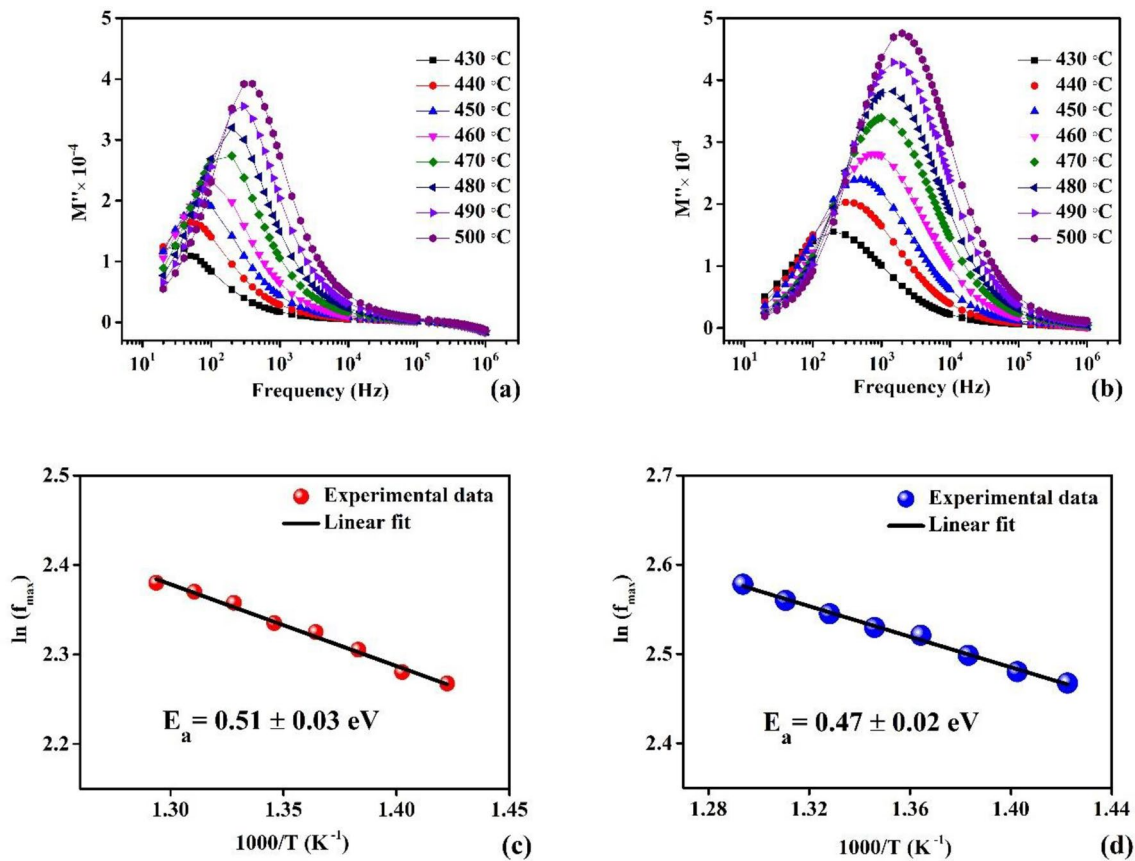 5
4
3
2
1
0
M''× 10⁻⁴
430 °C
440 °C
450 °C
460 °C
470 °C
480 °C
490 °C
500 °C
10¹ 10² 10³ 10⁴ 10⁵ 10⁶
Frequency (Hz)
(a)
5
4
3
2
1
0
M''× 10⁻⁴
430 °C
440 °C
450 °C
460 °C
470 °C
480 °C
490 °C
500 °C
10¹ 10² 10³ 10⁴ 10⁵ 10⁶
Frequency (Hz)
(b)
2.5
2.4
2.3
2.2
ln (fₘₐₓ)
Experimental data
Linear fit
Eₐ= 0.51 ± 0.03 eV
1.30 1.35 1.40 1.45
1000/T (K⁻¹)
(c)
2.7
2.6
2.5
2.4
ln (fₘₐₓ)
Experimental data
Linear fit
Eₐ= 0.47 ± 0.02 eV
1.28 1.32 1.36 1.40 1.44
1000/T (K⁻¹)
(d)